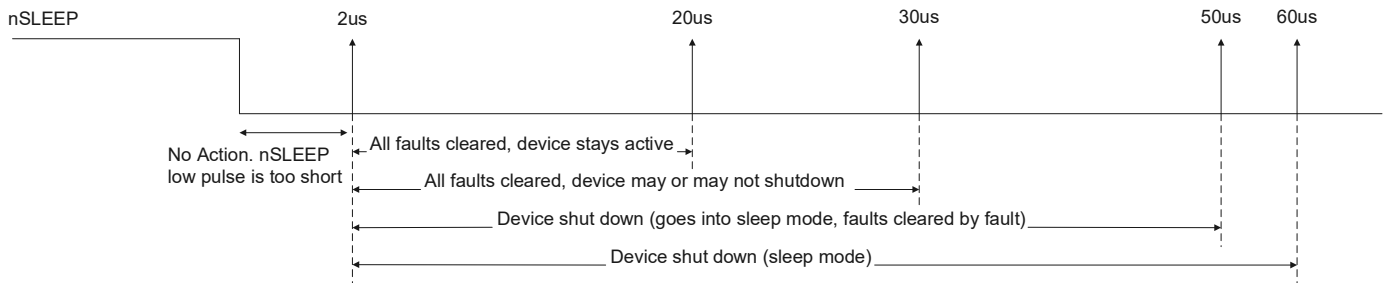 nSLEEP
2us
20us
30us
50us
60us
No Action. nSLEEP
low pulse is too short
All faults cleared, device stays active
All faults cleared, device may or may not shutdown
Device shut down (goes into sleep mode, faults cleared by fault)
Device shut down (sleep mode)